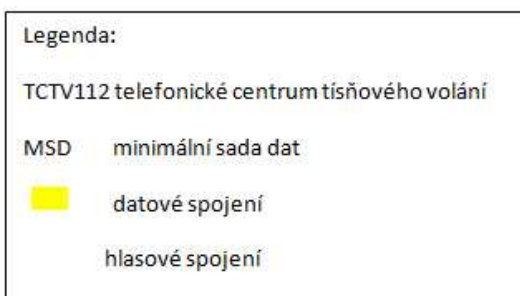 Legenda:
TCTV112 telefonické centrum tísňového volání
MSD minimální sada dat
datové spojení
hlasové spojení